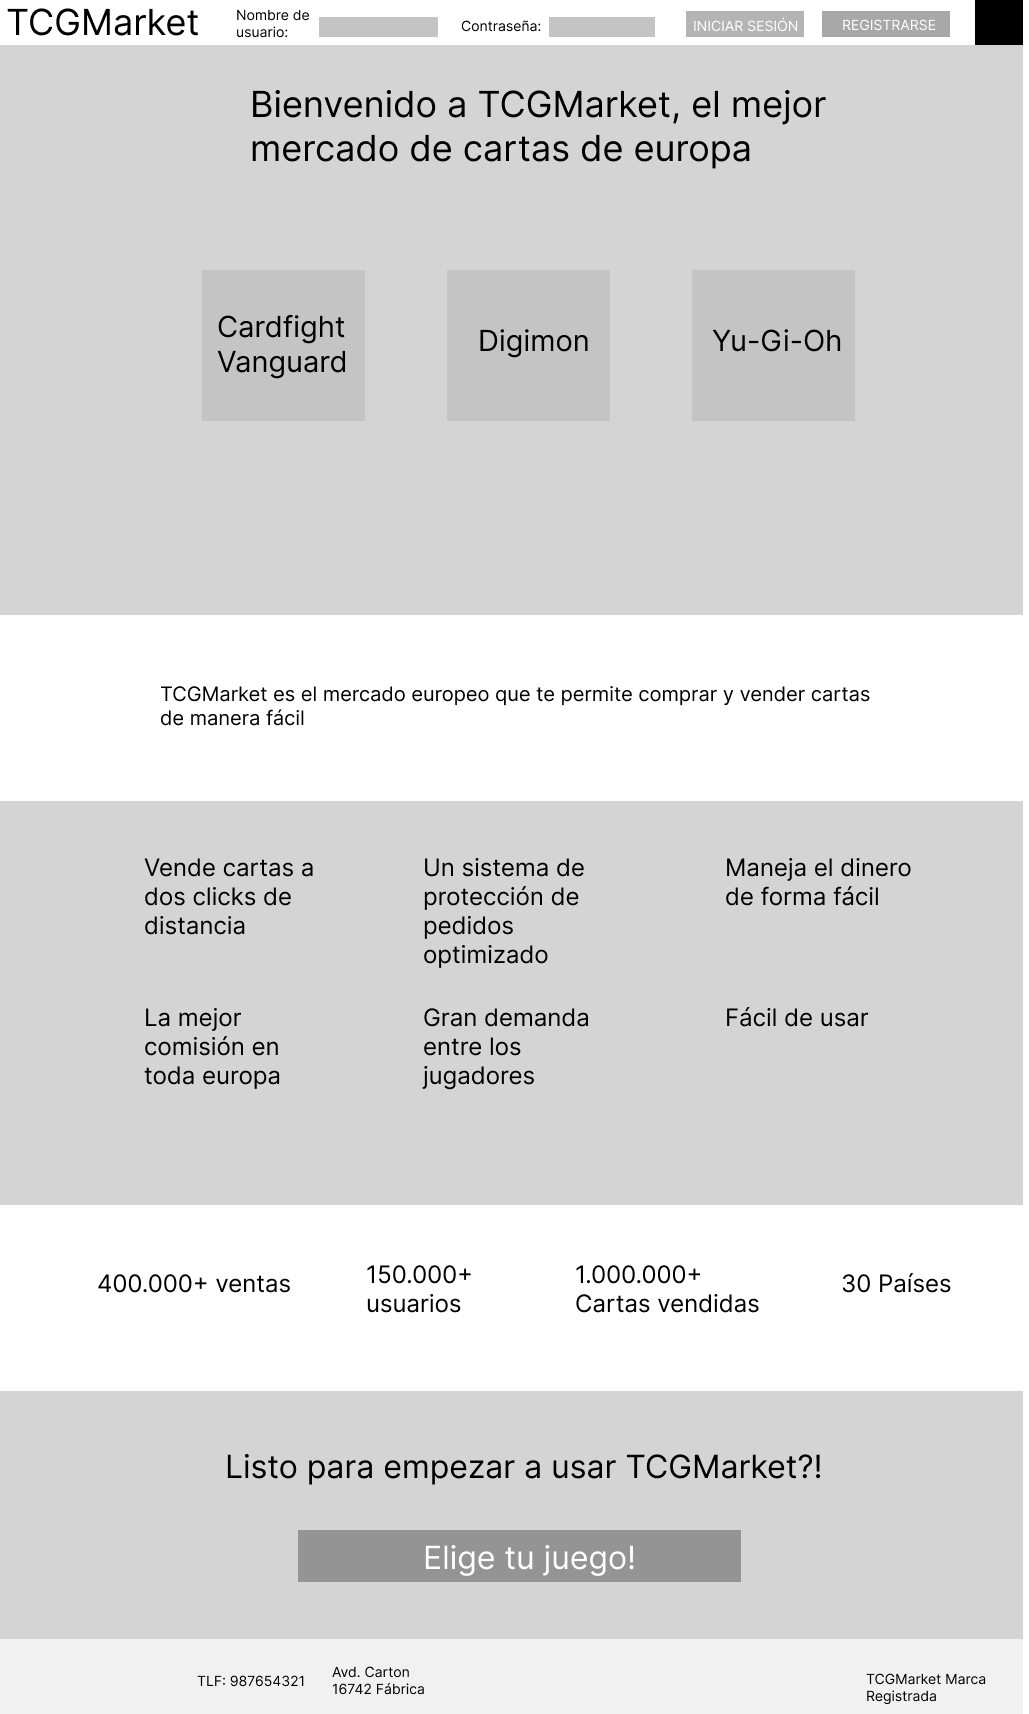 TCGMarket
Nombre de
usuario:
Contraseña:
INICIAR SESIÓN
REGISTRARSE
Bienvenido a TCGMarket, el mejor
mercado de cartas de europa
Cardfight
Vanguard
Digimon
Yu-Gi-Oh
TCGMarket es el mercado europeo que te permite comprar y vender cartas
de manera fácil
Vende cartas a
dos clicks de
distancia
Un sistema de
protección de
pedidos
optimizado
Maneja el dinero
de forma fácil
La mejor
comisión en
toda europa
Gran demanda
entre los
jugadores
Fácil de usar
400.000+ ventas
150.000+
usuarios
1.000.000+
Cartas vendidas
30 Países
Listo para empezar a usar TCGMarket?!
Elige tu juego!
TLF: 987654321
Avd. Carton
16742 Fábrica
TCGMarket Marca
Registrada